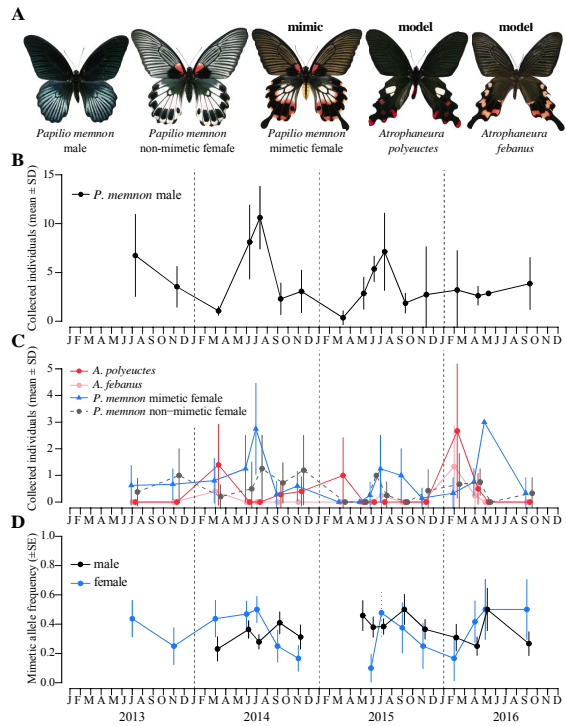 A
mimic
model
model
Papilio memnon
male
Papilio memnon
non-mimetic female
Papilio memnon
mimetic female
Atrophaneura
polyeuctes
Atrophaneura
febanus
B
Collected individuals (mean ± SD)
15
10
5
0
P. memnon male
J F M A M J J A S O N D J F M A M J J A S O N D J F M A M J J A S O N D J F M A M J J A S O N D
C
Collected individuals (mean ± SD)
5
4
3
2
1
0
A. polyeuctes
A. febanus
P. memnon mimetic female
P. memnon non−mimetic female
J F M A M J J A S O N D J F M A M J J A S O N D J F M A M J J A S O N D J F M A M J J A S O N D
D
Mimetic allele frequency (±SE)
1.0
0.8
0.6
0.4
0.2
0.0
male
female
J F M A M J J A S O N D J F M A M J J A S O N D J F M A M J J A S O N D J F M A M J J A S O N D
2013 2014 2015 2016